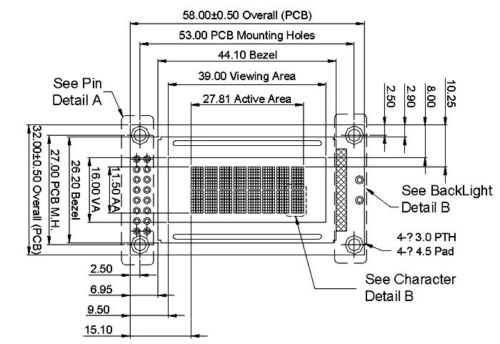 58.00±0.50 Overall (PCB)
53.00 PCB Mounting Holes
44.10 Bezel
39.00 Viewing Area
27.81 Active Area
See Pin
Detail A
2.50
2.90
8.00
10.25
32.00±0.50 Overall (PCB)
27.00 PCB M.H.
26.20 Bezel
16.00 VA
11.50 AA
See BackLight
Detail B
4-? 3.0 PTH
4-? 4.5 Pad
See Character
Detail B
2.50
6.95
9.50
15.10